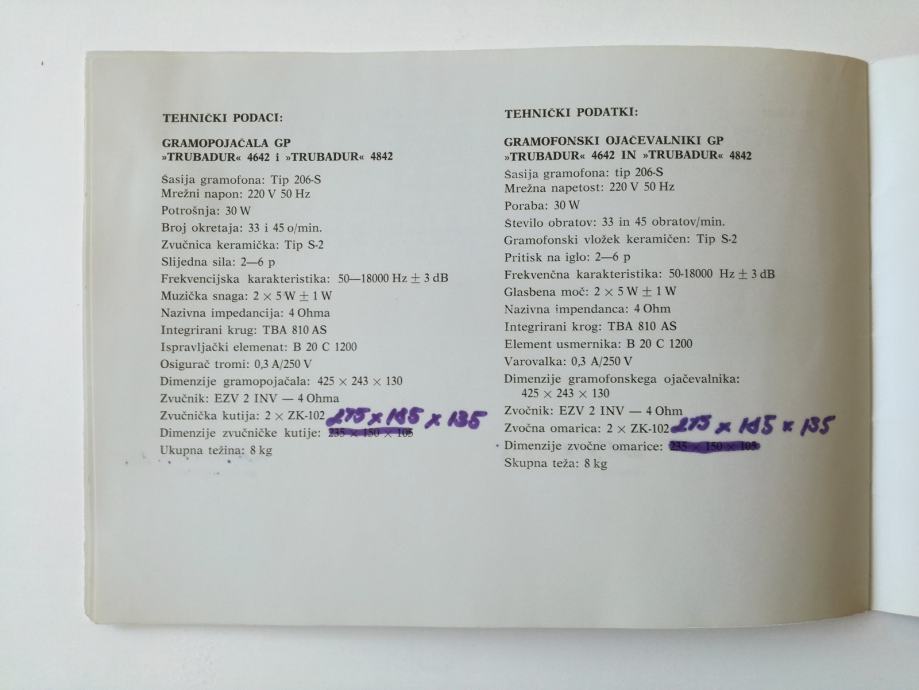 TEHNIČKI PODACI:
GRAMOPOJAČALA GP
»TRUBADUR« 4642 i »TRUBADUR« 4842
Šasija gramofona: Tip 206-S
Mrežni napon: 220 V 50 Hz
Potrošnja: 30 W
Broj okretaja: 33 i 45 o/min.
Zvučnica keramička: Tip S-2
Slijedna sila: 2—6 p
Frekvencijska karakteristika: 50—18000 Hz ± 3 dB
Muzička snaga: 2 × 5 W ± 1 W
Nazivna impedancija: 4 Ohma
Integrirani krug: TBA 810 AS
Ispravljački elemenat: B 20 C 1200
Osigurač tromi: 0,3 A/250 V
Dimenzije gramopojačala: 425 × 243 × 130
Zvučnik: EZV 2 INV — 4 Ohma
Zvučnička kutija: 2 × ZK-102 275 x 185 x 135
Dimenzije zvučničke kutije: 235 × 150 × 105
Ukupna težina: 8 kg
TEHNIČKI PODATKI:
GRAMOFONSKI OJAČEVALNIKI GP
»TRUBADUR« 4642 IN »TRUBADUR« 4842
Šasija gramofona: tip 206-S
Mrežna napetost: 220 V 50 Hz
Poraba: 30 W
Število obratov: 33 in 45 obratov/min.
Gramofonski vložek keramičen: Tip S-2
Pritisk na iglo: 2—6 p
Frekvenčna karakteristika: 50-18000 Hz ± 3 dB
Glasbena moč: 2 × 5 W ± 1 W
Nazivna impendanca: 4 Ohm
Integrirani krog: TBA 810 AS
Element usmernika: B 20 C 1200
Varovalka: 0,3 A/250 V
Dimenzije gramofonskega ojačevalnika:
425 × 243 × 130
Zvočnik: EZV 2 INV — 4 Ohm
Zvočna omarica: 2 × ZK-102 275 x 185 x 135
Dimenzije zvočne omarice: 235 × 150 × 105
Skupna teža: 8 kg